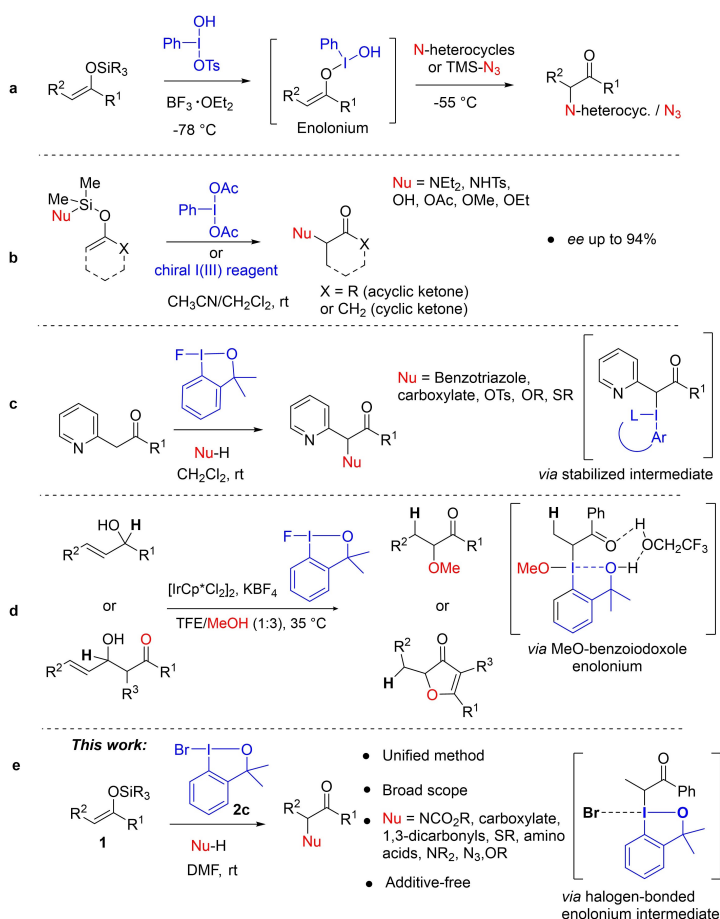 a
OSiR3
R2
R1
OH
Ph
I
OTs
BF3·OEt2
-78 °C
Ph
I
OH
O
R2
R1
Enolonium
N-heterocycles
or TMS-N3
-55 °C
O
R2
R1
N-heterocyc. / N3
b
Me
Me
Si
Nu
O
X
OAc
Ph
I
OAc
or
chiral I(III) reagent
CH3CN/CH2Cl2, rt
O
Nu
X
X = R (acyclic ketone)
or CH2 (cyclic ketone)
Nu = NEt2, NHTs,
OH, OAc, OMe, OEt
• ee up to 94%
c
O
N
R1
F
I
O
Nu-H
CH2Cl2, rt
O
N
R1
Nu
Nu = Benzotriazole,
carboxylate, OTs, OR, SR
O
N
R1
L
I
Ar
via stabilized intermediate
d
HO
H
R2
R1
or
OH
O
H
R2
R1
R3
F
I
O
[IrCp*Cl2]2, KBF4
TFE/MeOH (1:3), 35 °C
H
O
R2
R1
OMe
or
R2
O
R3
H
O
R1
H
Ph
H
O
OCH2CF3
MeO
I
O
H
via MeO-benzoiodoxole
enolonium
e
This work:
OSiR3
R2
R1
1
Br
I
O
2c
Nu-H
DMF, rt
O
R2
R1
Nu
• Unified method
• Broad scope
• Nu = NCO2R, carboxylate,
1,3-dicarbonyls, SR, amino
acids, NR2, N3,OR
• Additive-free
O
Ph
Br
I
O
via halogen-bonded
enolonium intermediate